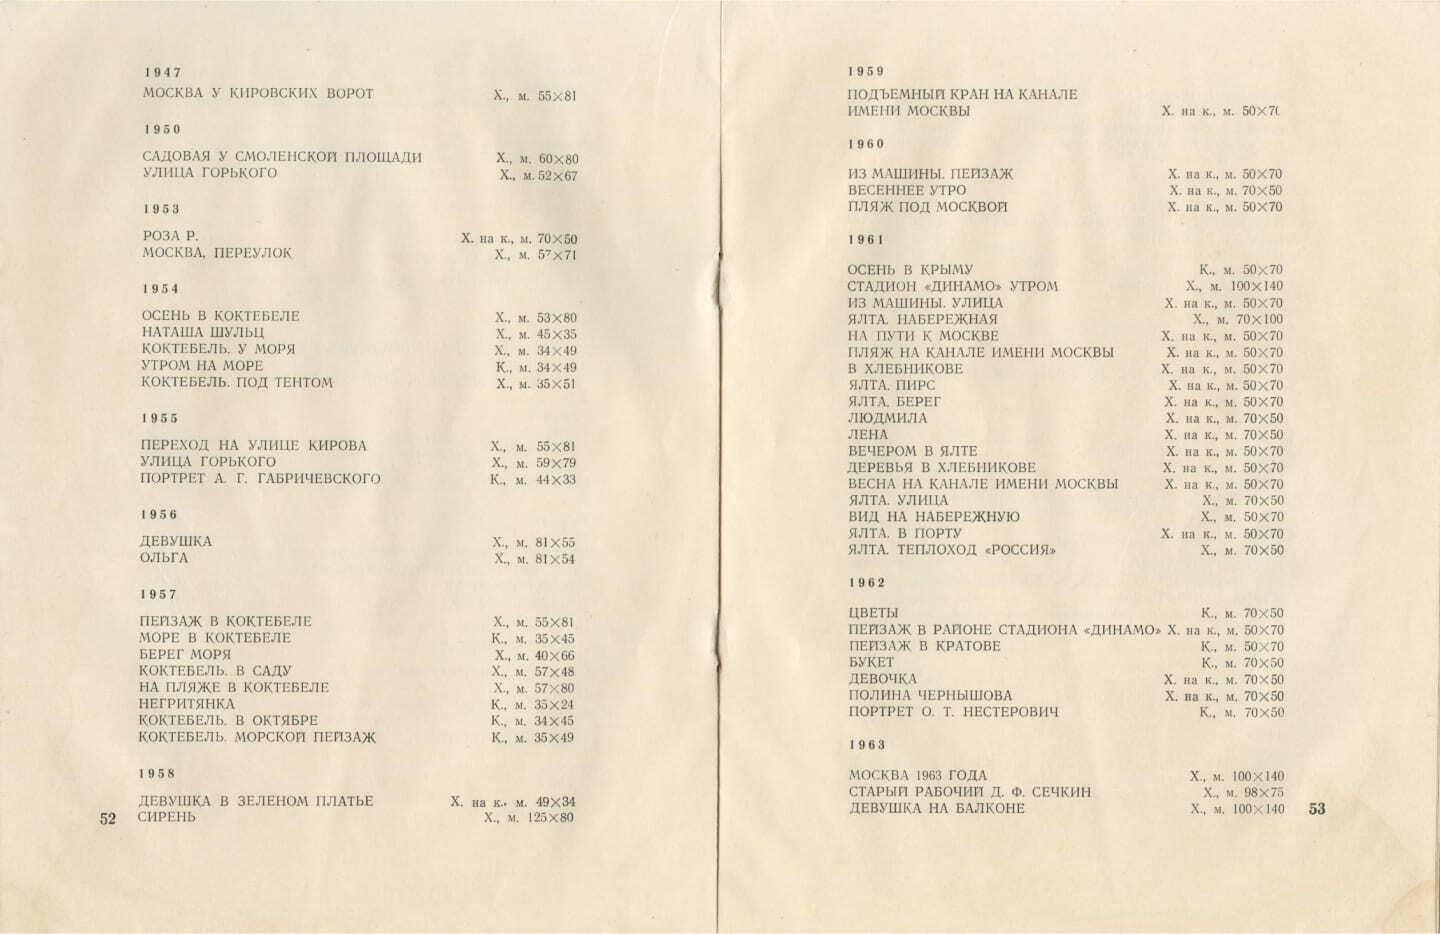 1947
МОСКВА У КИРОВСКИХ ВОРОТ Х., м. 55×81
1950
САДОВАЯ У СМОЛЕНСКОЙ ПЛОЩАДИ Х., м. 60×80
УЛИЦА ГОРЬКОГО Х., м. 52×67
1953
РОЗА Р. Х. на к., м. 70×50
МОСКВА. ПЕРЕУЛОК Х., м. 57×71
1954
ОСЕНЬ В КОКТЕБЕЛЕ Х., м. 53×80
НАТАША ШУЛЬЦ Х., м. 45×35
КОКТЕБЕЛЬ. У МОРЯ Х., м. 34×49
УТРОМ НА МОРЕ К., м. 34×49
КОКТЕБЕЛЬ. ПОД ТЕНТОМ Х., м. 35×51
1955
ПЕРЕХОД НА УЛИЦЕ КИРОВА Х., м. 55×81
УЛИЦА ГОРЬКОГО Х., м. 59×79
ПОРТРЕТ А. Г. ГАБРИЧЕВСКОГО К., м. 44×33
1956
ДЕВУШКА Х., м. 81×55
ОЛЬГА Х., м. 81×54
1957
ПЕЙЗАЖ В КОКТЕБЕЛЕ Х., м. 55×81
МОРЕ В КОКТЕБЕЛЕ К., м. 35×45
БЕРЕГ МОРЯ Х., м. 40×66
КОКТЕБЕЛЬ. В САДУ Х., м. 57×48
НА ПЛЯЖЕ В КОКТЕБЕЛЕ Х., м. 57×80
НЕГРИТЯНКА К., м. 35×24
КОКТЕБЕЛЬ. В ОКТЯБРЕ К., м. 34×45
КОКТЕБЕЛЬ. МОРСКОЙ ПЕЙЗАЖ К., м. 35×49
1958
ДЕВУШКА В ЗЕЛЕНОМ ПЛАТЬЕ Х. на к., м. 49×34
СИРЕНЬ Х., м. 125×80
52
1959
ПОДЪЕМНЫЙ КРАН НА КАНАЛЕ
ИМЕНИ МОСКВЫ Х. на к., м. 50×70
1960
ИЗ МАШИНЫ. ПЕЙЗАЖ Х. на к., м. 50×70
ВЕСЕННЕЕ УТРО Х. на к., м. 70×50
ПЛЯЖ ПОД МОСКВОЙ Х. на к., м. 50×70
1961
ОСЕНЬ В КРЫМУ К., м. 50×70
СТАДИОН «ДИНАМО» УТРОМ Х., м. 100×140
ИЗ МАШИНЫ. УЛИЦА Х. на к., м. 50×70
ЯЛТА. НАБЕРЕЖНАЯ Х., м. 70×100
НА ПУТИ К МОСКВЕ Х. на к., м. 50×70
ПЛЯЖ НА КАНАЛЕ ИМЕНИ МОСКВЫ Х. на к., м. 50×70
В ХЛЕБНИКОВЕ Х. на к., м. 50×70
ЯЛТА. ПИРС Х. на к., м. 50×70
ЯЛТА. БЕРЕГ Х. на к., м. 50×70
ЛЮДМИЛА Х. на к., м. 70×50
ЛЕНА Х. на к., м. 70×50
ВЕЧЕРОМ В ЯЛТЕ Х. на к., м. 50×70
ДЕРЕВЬЯ В ХЛЕБНИКОВЕ Х. на к., м. 50×70
ВЕСНА НА КАНАЛЕ ИМЕНИ МОСКВЫ Х. на к., м. 50×70
ЯЛТА. УЛИЦА Х., м. 70×50
ВИД НА НАБЕРЕЖНУЮ Х., м. 50×70
ЯЛТА. В ПОРТУ Х. на к., м. 50×70
ЯЛТА. ТЕПЛОХОД «РОССИЯ» Х., м. 70×50
1962
ЦВЕТЫ К., м. 70×50
ПЕЙЗАЖ В РАЙОНЕ СТАДИОНА «ДИНАМО» Х. на к., м. 50×70
ПЕЙЗАЖ В КРАТОВЕ К., м. 50×70
БУКЕТ К., м. 70×50
ДЕВОЧКА Х. на к., м. 70×50
ПОЛИНА ЧЕРНЫШОВА Х. на к., м. 70×50
ПОРТРЕТ О. Т. НЕСТЕРОВИЧ К., м. 70×50
1963
МОСКВА 1963 ГОДА Х., м. 100×140
СТАРЫЙ РАБОЧИЙ Д. Ф. СЕЧКИН Х., м. 98×75
ДЕВУШКА НА БАЛКОНЕ Х., м. 100×140
53